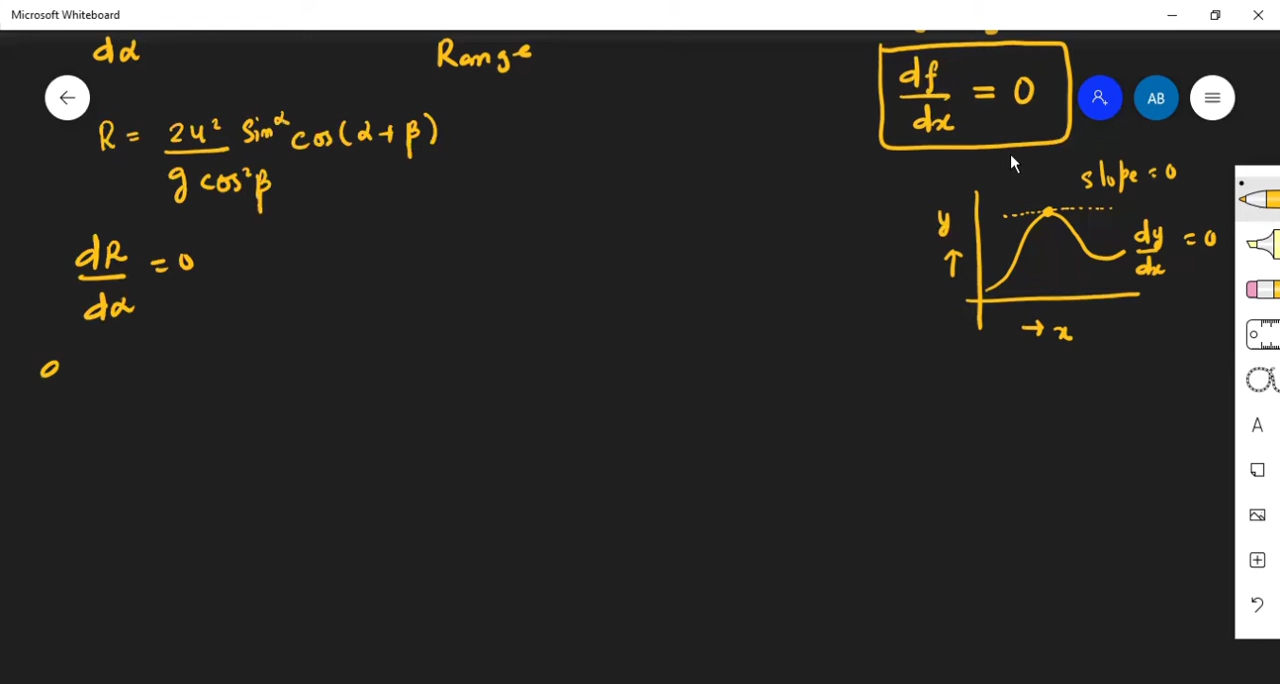 Microsoft Whiteboard
dα
Range
R = 2u² sinα cos(α + β)
g cos²β
dR = 0
dα
0
df = 0
dx
AB
slope = 0
y
↑
dy = 0
dx
→ x
A